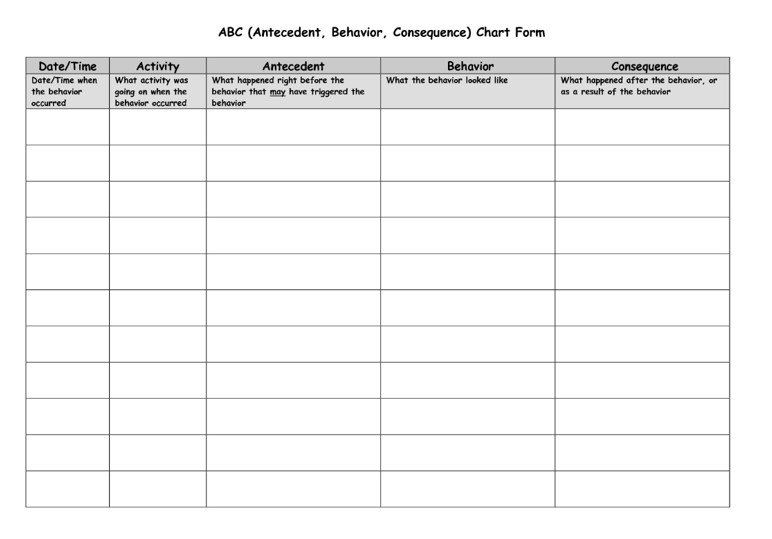 ABC (Antecedent, Behavior, Consequence) Chart Form
Date/Time
Activity
Antecedent
Behavior
Consequence
Date/Time when
the behavior
occurred
What activity was
going on when the
behavior occurred
What happened right before the
behavior that may have triggered the
behavior
What the behavior looked like
What happened after the behavior, or
as a result of the behavior